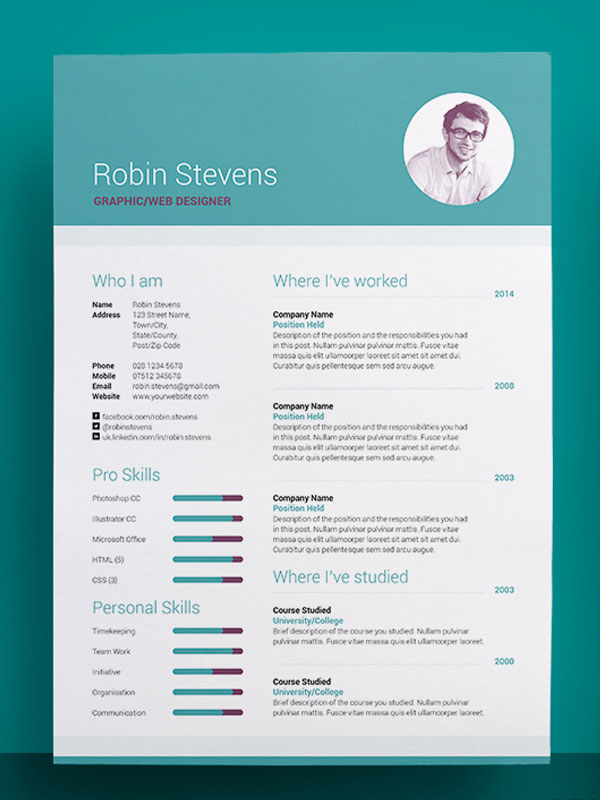 Robin Stevens
GRAPHIC/WEB DESIGNER
Who I am
Name Robin Stevens
Address 123 Street Name,
Town/City,
State/County,
Post/Zip Code
Phone 028 1234 5678
Mobile 07512 345678
Email robin.stevens@gmail.com
Website www.yourwebsite.com
facebook.com/robin.stevens
@robinstevens
uk.linkedin.com/in/robin.stevens
Pro Skills
Photoshop CC
Illustrator CC
Microsoft Office
HTML (5)
CSS (3)
Personal Skills
Timekeeping
Team Work
Initiative
Organisation
Communication
Where I've worked
2014
Company Name
Position Held
Description of the position and the responsibilities you had
in this post. Nullam pulvinar pulvinar mattis. Fusce vitae
massa quis elit ullamcorper laoreet sit amet sit amet dui.
Curabitur quis pellentesque sem sed arcu augue.
2008
Company Name
Position Held
Description of the position and the responsibilities you had
in this post. Nullam pulvinar pulvinar mattis. Fusce vitae
massa quis elit ullamcorper laoreet sit amet sit amet dui.
Curabitur quis pellentesque sem sed arcu augue.
2003
Company Name
Position Held
Description of the position and the responsibilities you had
in this post. Nullam pulvinar pulvinar mattis. Fusce vitae
massa quis elit ullamcorper laoreet sit amet sit amet dui.
Curabitur quis pellentesque sem sed arcu augue.
Where I've studied
2003
Course Studied
University/College
Brief description of the course you studied. Nullam pulvinar
pulvinar mattis. Fusce vitae massa quis elit ullamcorper laoreet.
2000
Course Studied
University/College
Brief description of the course you studied. Nullam pulvinar
pulvinar mattis. Fusce vitae massa quis elit ullamcorper laoreet.